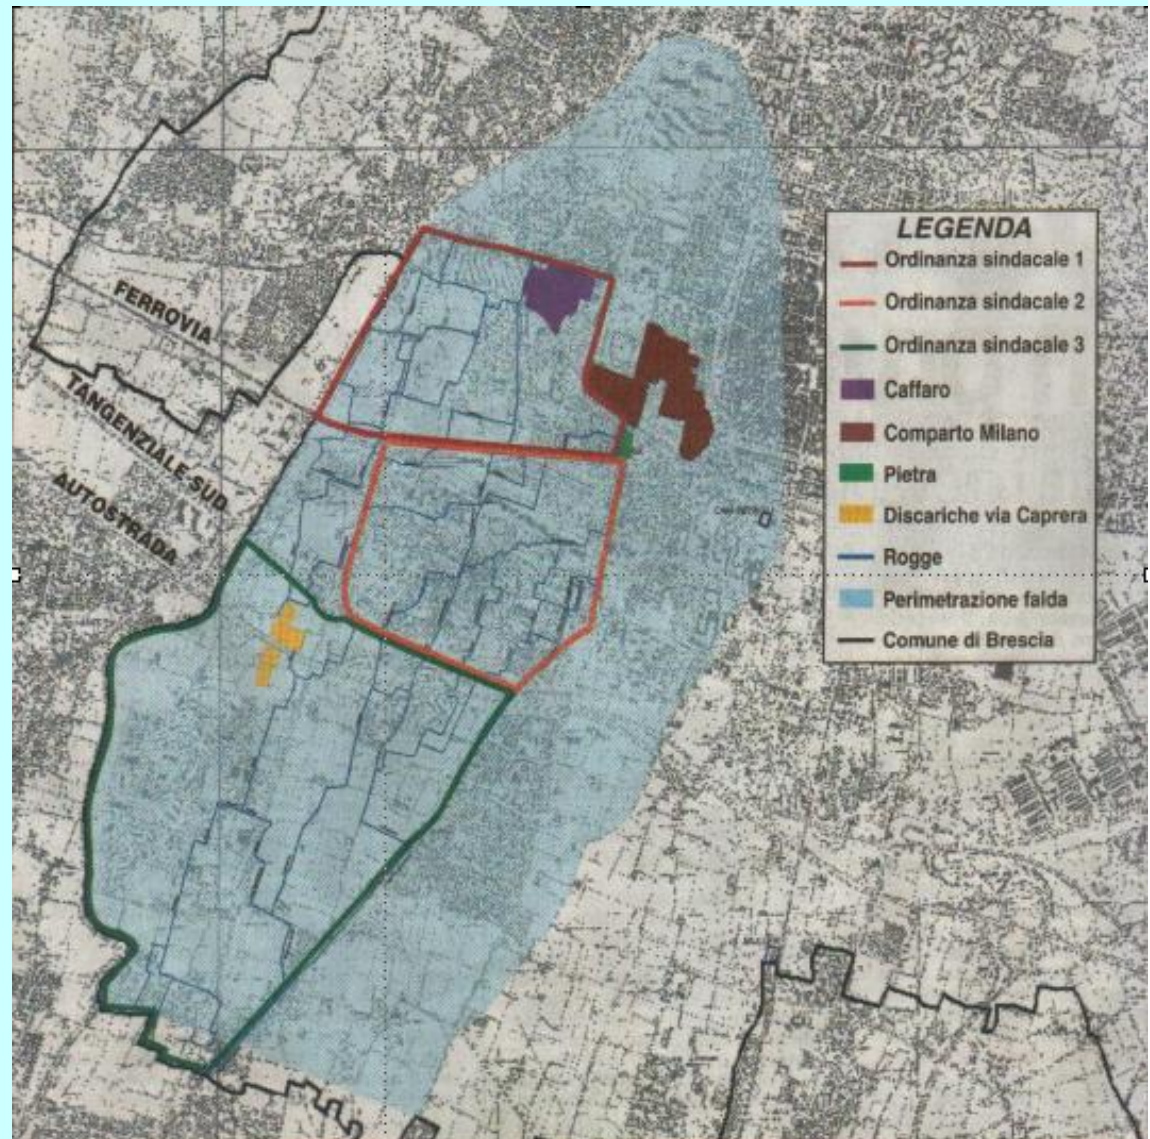 FERROVIA
TANGENZIALE SUD
AUTOSTRADA
LEGENDA
Ordinanza sindacale 1
Ordinanza sindacale 2
Ordinanza sindacale 3
Caffaro
Comparto Milano
Pietra
Discariche via Caprera
Rogge
Perimetrazione falda
Comune di Brescia